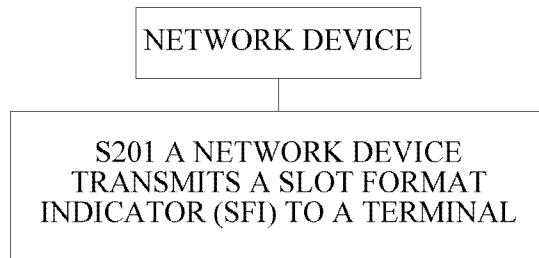 NETWORK DEVICE
S201 A NETWORK DEVICE
TRANSMITS A SLOT FORMAT
INDICATOR (SFI) TO A TERMINAL